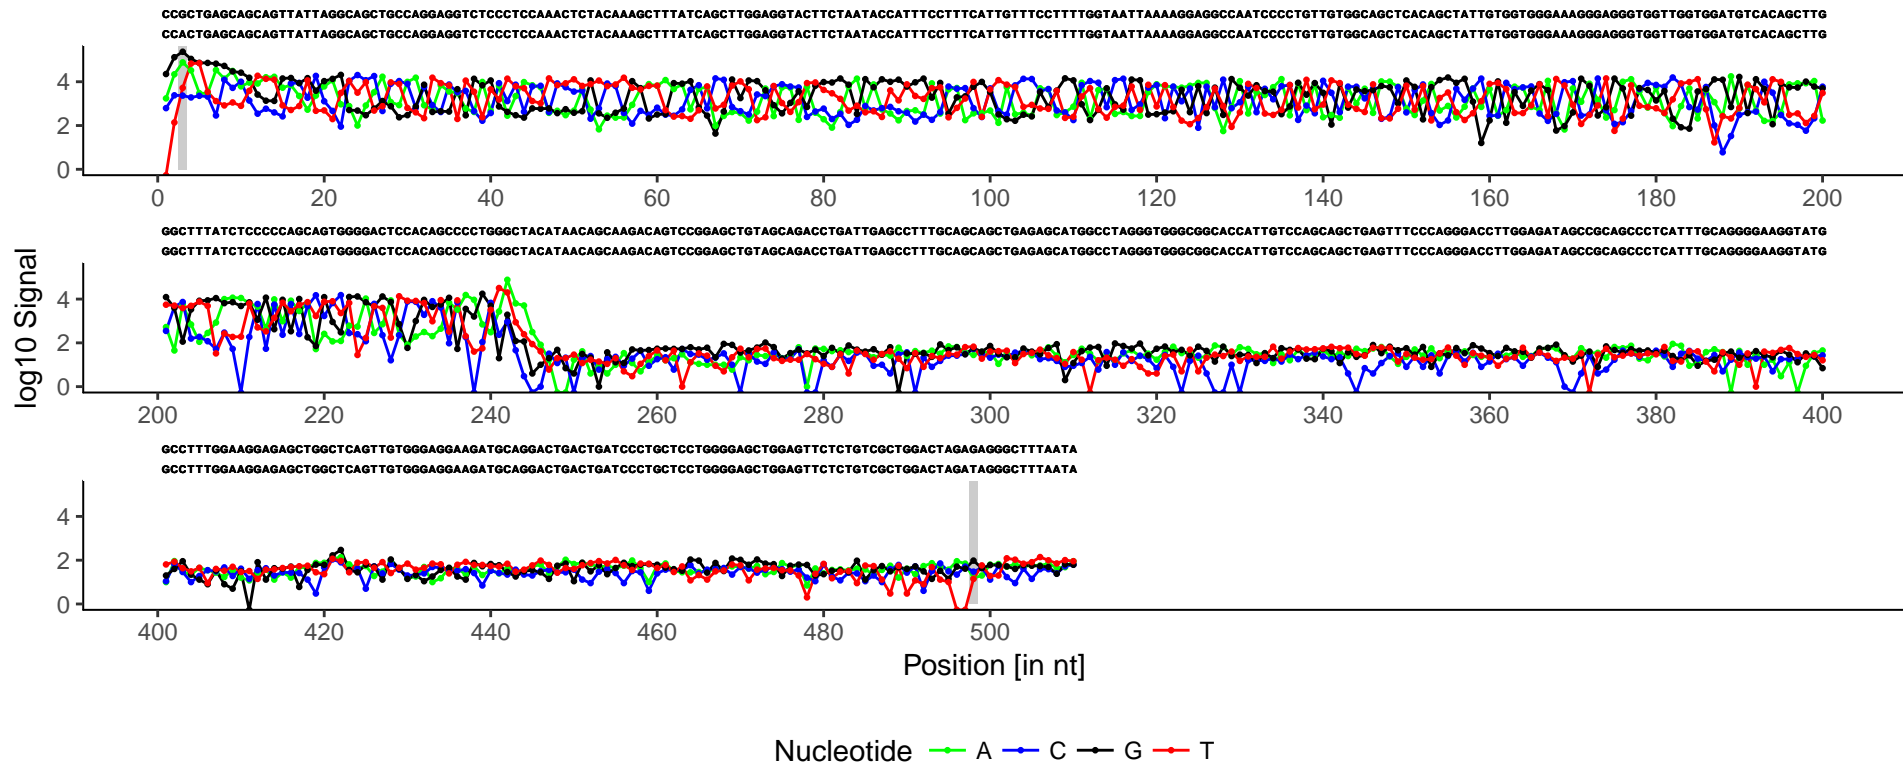 CCGCTGAGCAGCAGTTATTAGGCAGCTGCCAGGAGGTCTCCCTCCAAACTCTACAAAGCTTTATCAGCTTGGAGGTACTTCTAATACCATTTCCTTTCATTGTTTCCTTTTGGTAATTAAAAGGAGGCCAATCCCCTGTTGTGGCAGCTCACAGCTATTGTGGTGGGAAAGGGAGGGTGGTTGGTGGATGTCACAGCTTG
CCACTGAGCAGCAGTTATTAGGCAGCTGCCAGGAGGTCTCCCTCCAAACTCTACAAAGCTTTATCAGCTTGGAGGTACTTCTAATACCATTTCCTTTCATTGTTTCCTTTTGGTAATTAAAAGGAGGCCAATCCCCTGTTGTGGCAGCTCACAGCTATTGTGGTGGGAAAGGGAGGGTGGTTGGTGGATGTCACAGCTTG
4
2
0
0 20 40 60 80 100 120 140 160 180 200
GGCTTTATCTCCCCCAGCAGTGGGGACTCCACAGCCCCTGGGCTACATAACAGCAAGACAGTCCGGAGCTGTAGCAGACCTGATTGAGCCTTTGCAGCAGCTGAGAGCATGGCCTAGGGTGGGCGGCACCATTGTCCAGCAGCTGAGTTTCCCAGGGACCTTGGAGATAGCCGCAGCCCTCATTTGCAGGGGAAGGTATG
GGCTTTATCTCCCCCAGCAGTGGGGACTCCACAGCCCCTGGGCTACATAACAGCAAGACAGTCCGGAGCTGTAGCAGACCTGATTGAGCCTTTGCAGCAGCTGAGAGCATGGCCTAGGGTGGGCGGCACCATTGTCCAGCAGCTGAGTTTCCCAGGGACCTTGGAGATAGCCGCAGCCCTCATTTGCAGGGGAAGGTATG
log10 Signal
4
2
0
200 220 240 260 280 300 320 340 360 380 400
GCCTTTGGAAGGAGAGCTGGCTCAGTTGTGGGAGGAAGATGCAGGACTGACTGATCCCTGCTCCTGGGGAGCTGGAGTTCTCTGTCGCTGGACTAGAGAGGGCTTTAATA
GCCTTTGGAAGGAGAGCTGGCTCAGTTGTGGGAGGAAGATGCAGGACTGACTGATCCCTGCTCCTGGGGAGCTGGAGTTCTCTGTCGCTGGACTAGATAGGGCTTTAATA
4
2
0
400 420 440 460 480 500
Position [in nt]
Nucleotide A C G T